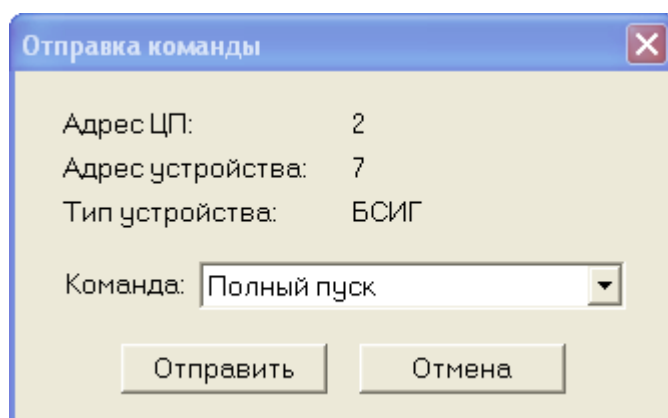 Отправка команды
Адрес ЦП: 2
Адрес устройства: 7
Тип устройства: БСИГ
Команда: Полный пуск
Отправить Отмена